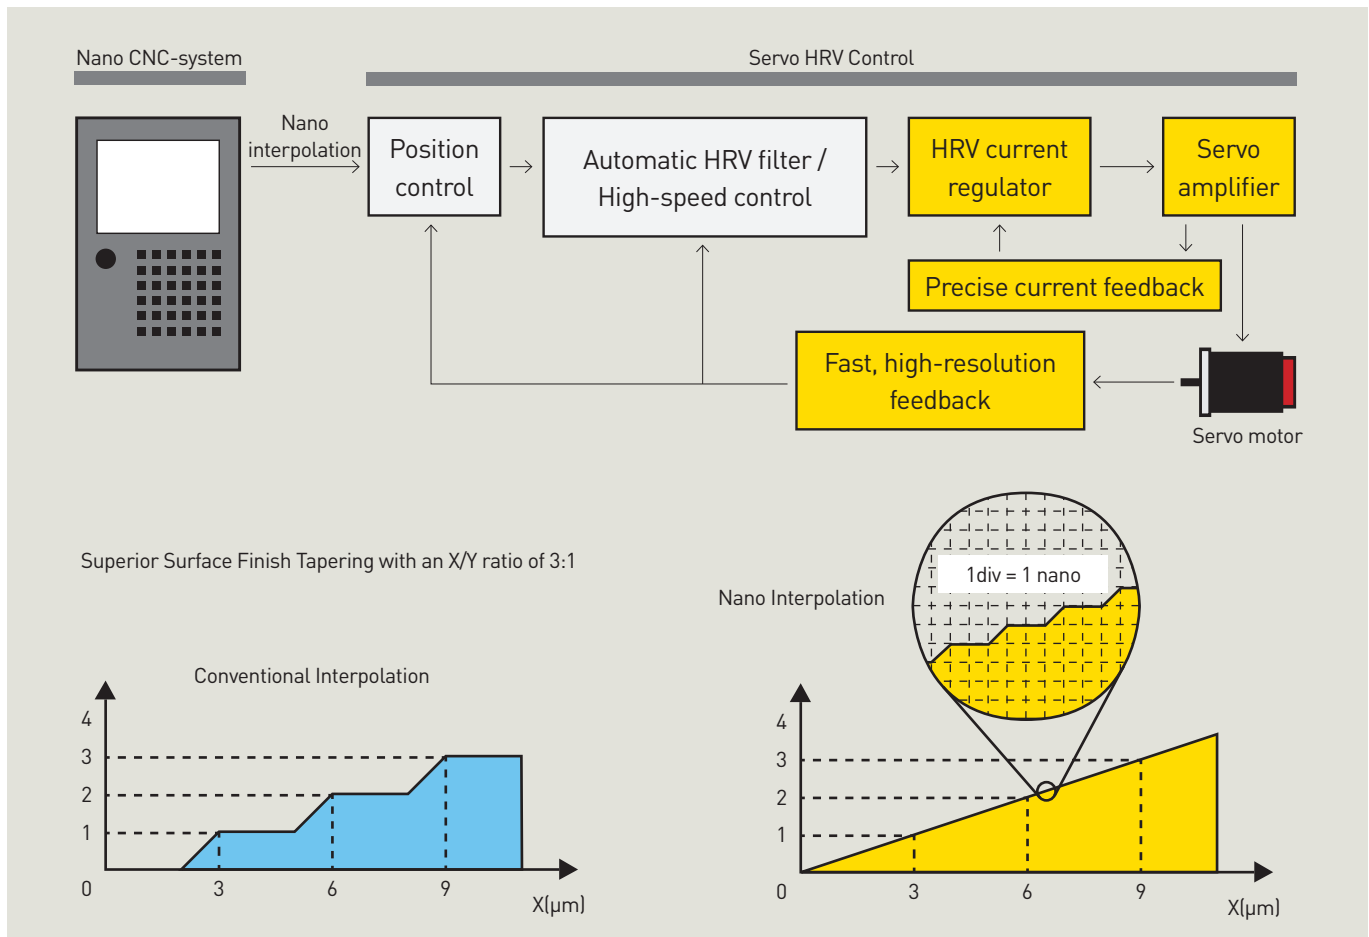 Nano CNC-system
Servo HRV Control
Nano
interpolation
Position
control
Automatic HRV filter /
High-speed control
HRV current
regulator
Servo
amplifier
Precise current feedback
Fast, high-resolution
feedback
Servo motor
Superior Surface Finish Tapering with an X/Y ratio of 3:1
Conventional Interpolation
4
3
2
1
0
3
6
9
X(μm)
Nano Interpolation
1div = 1 nano
4
3
2
1
0
3
6
9
X(μm)